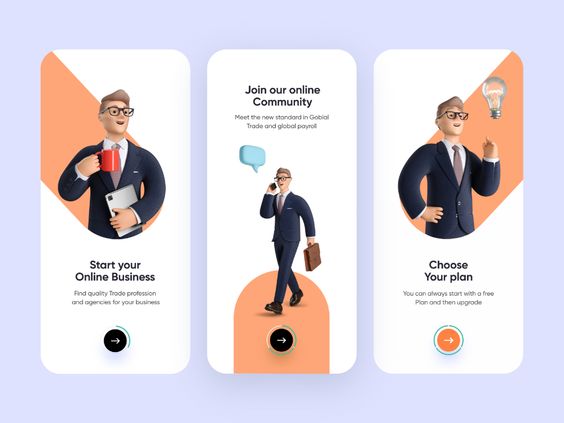 Start your
Online Business
Find quality Trade profession
and agencies for your business
Join our online
Community
Meet the new standard in Goblal
Trade and global payroll
Choose
Your plan
You can always start with a free
Plan and then upgrade